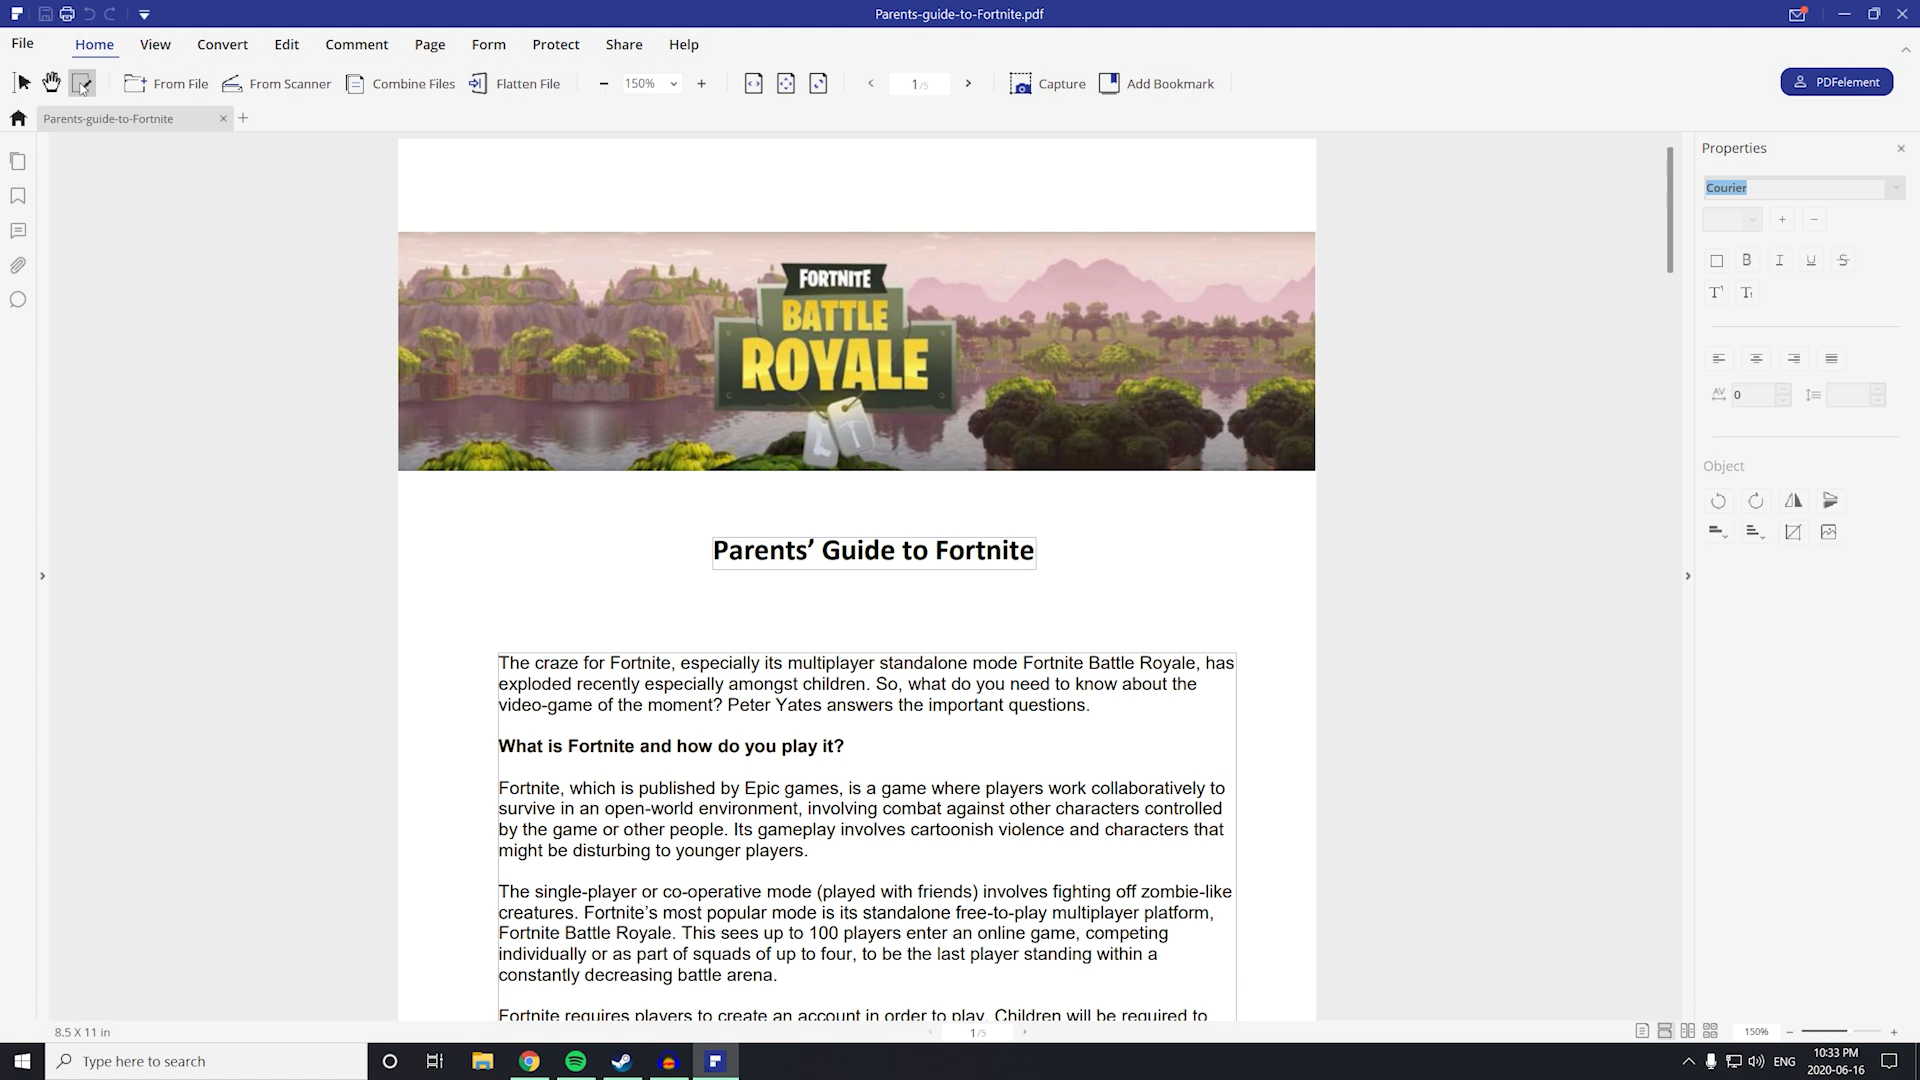 Parents-guide-to-Fortnite.pdf
File Home View Convert Edit Comment Page Form Protect Share Help
From File From Scanner Combine Files Flatten File 150% 1/5 Capture Add Bookmark PDFelement
Parents-guide-to-Fortnite
Properties
Courier
B I U S
T¹ T₁
AV 0
Object
FORTNITE
BATTLE
ROYALE
Parents’ Guide to Fortnite
The craze for Fortnite, especially its multiplayer standalone mode Fortnite Battle Royale, has
exploded recently especially amongst children. So, what do you need to know about the
video-game of the moment? Peter Yates answers the important questions.
What is Fortnite and how do you play it?
Fortnite, which is published by Epic games, is a game where players work collaboratively to
survive in an open-world environment, involving combat against other characters controlled
by the game or other people. Its gameplay involves cartoonish violence and characters that
might be disturbing to younger players.
The single-player or co-operative mode (played with friends) involves fighting off zombie-like
creatures. Fortnite’s most popular mode is its standalone free-to-play multiplayer platform,
Fortnite Battle Royale. This sees up to 100 players enter an online game, competing
individually or as part of squads of up to four, to be the last player standing within a
constantly decreasing battle arena.
Fortnite requires players to create an account in order to play. Children will be required to
8.5 X 11 in 1/5 150%
Type here to search ENG 10:33 PM
2020-06-16